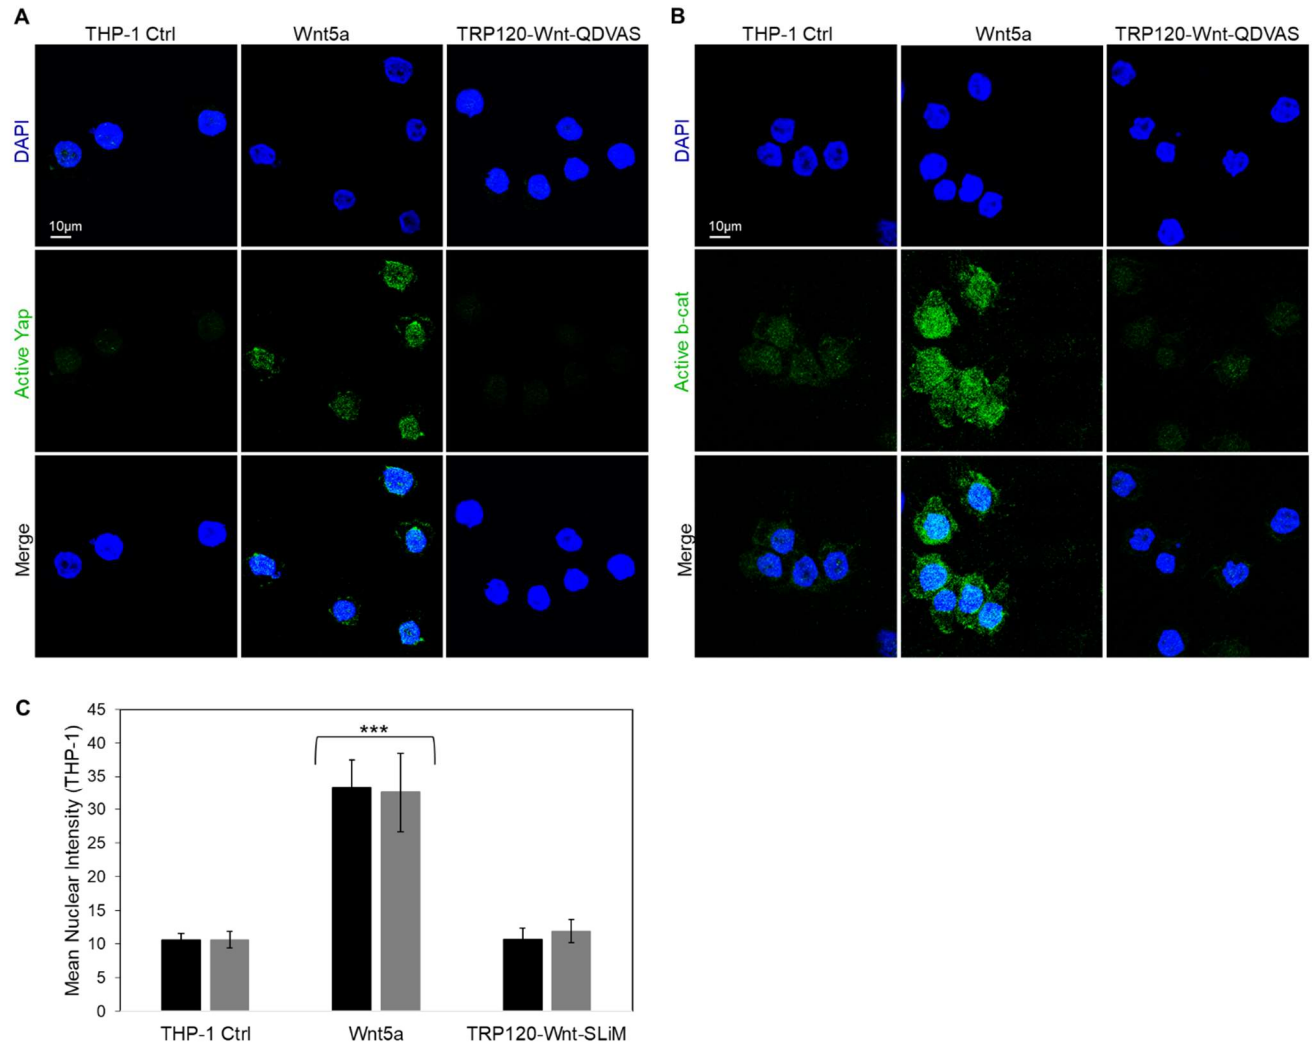 A
THP-1 Ctrl Wnt5a TRP120-Wnt-QDVAS
DAPI
10µm
Active Yap
Merge
B
THP-1 Ctrl Wnt5a TRP120-Wnt-QDVAS
DAPI
10µm
Active b-cat
Merge
C
Mean Nuclear Intensity (THP-1)
45
40
35
30
25
20
15
10
5
0
***
THP-1 Ctrl Wnt5a TRP120-Wnt-SLiM